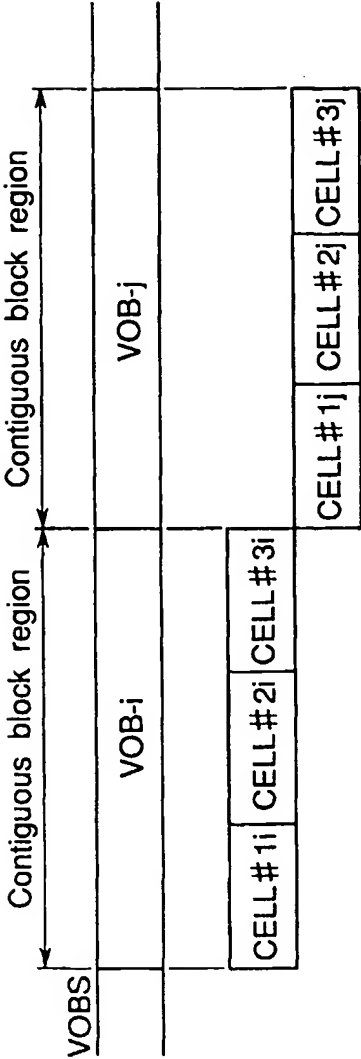 Contiguous block region Contiguous block region
VOBS VOB-i VOB-j
CELL#1i CELL#2i CELL#3i
CELL#1j CELL#2j CELL#3j